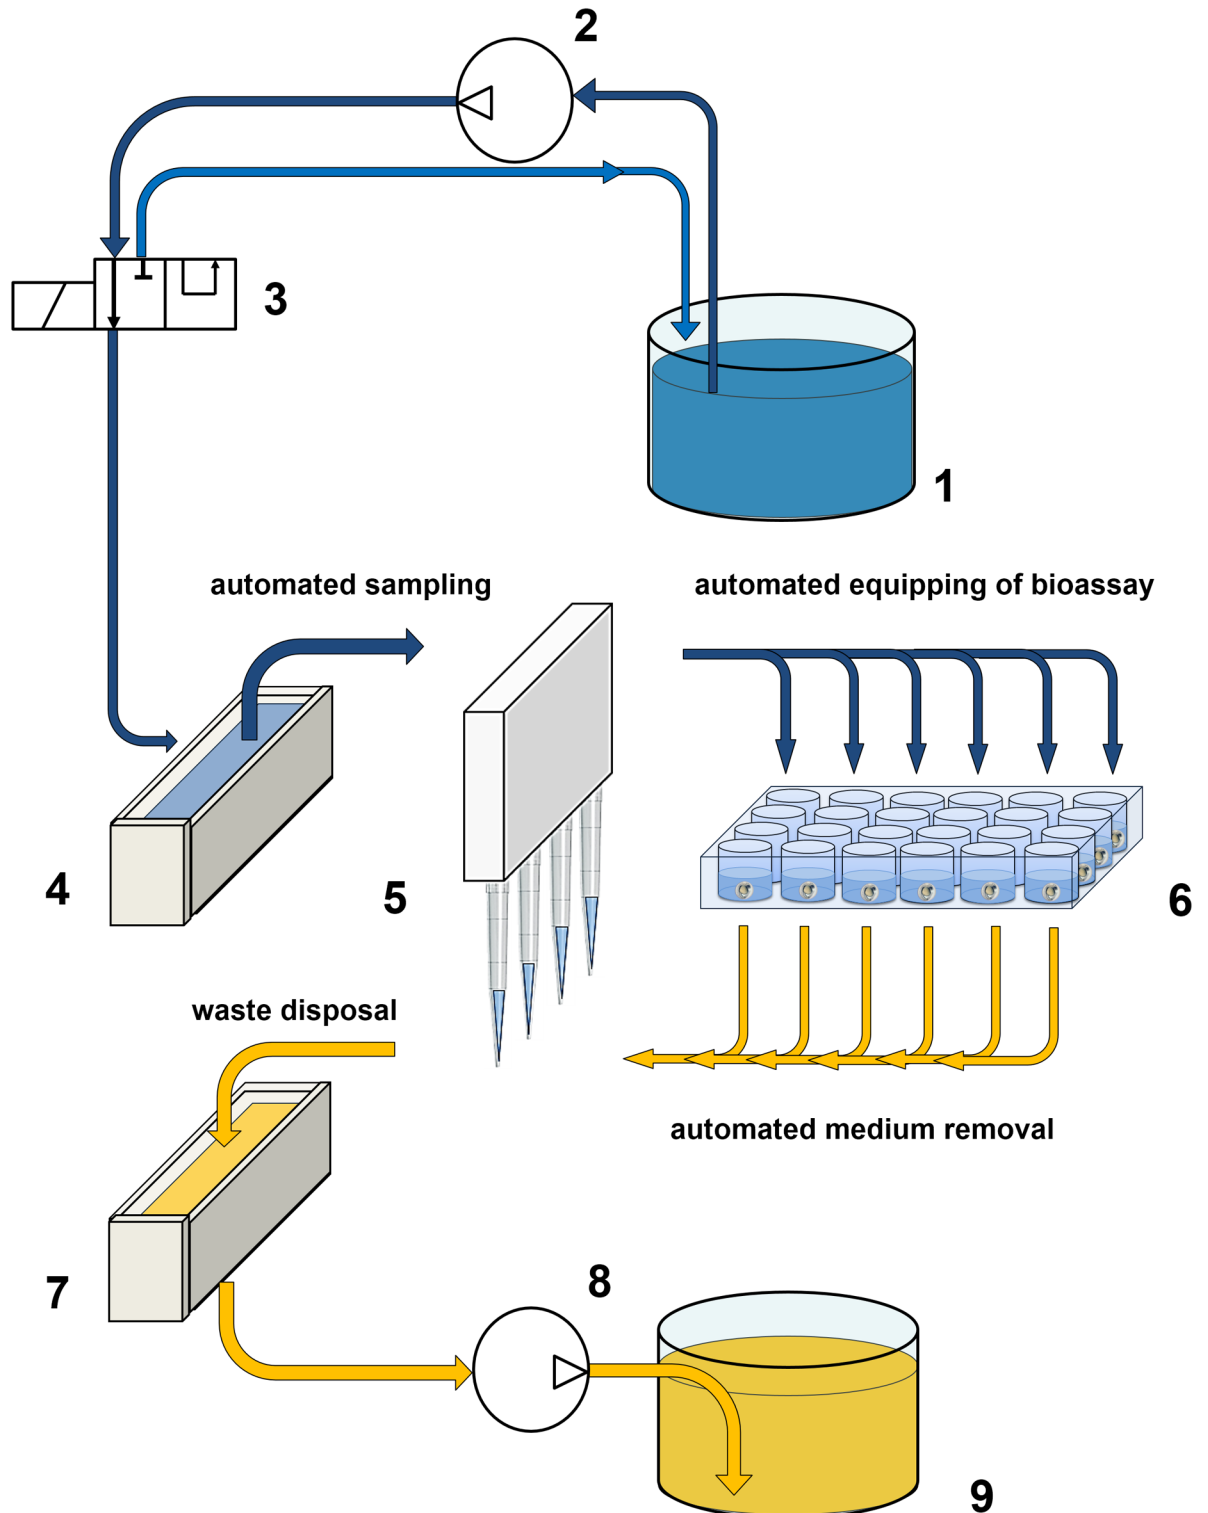 2
3
1
automated sampling
automated equipping of bioassay
4
5
6
waste disposal
automated medium removal
7
8
9